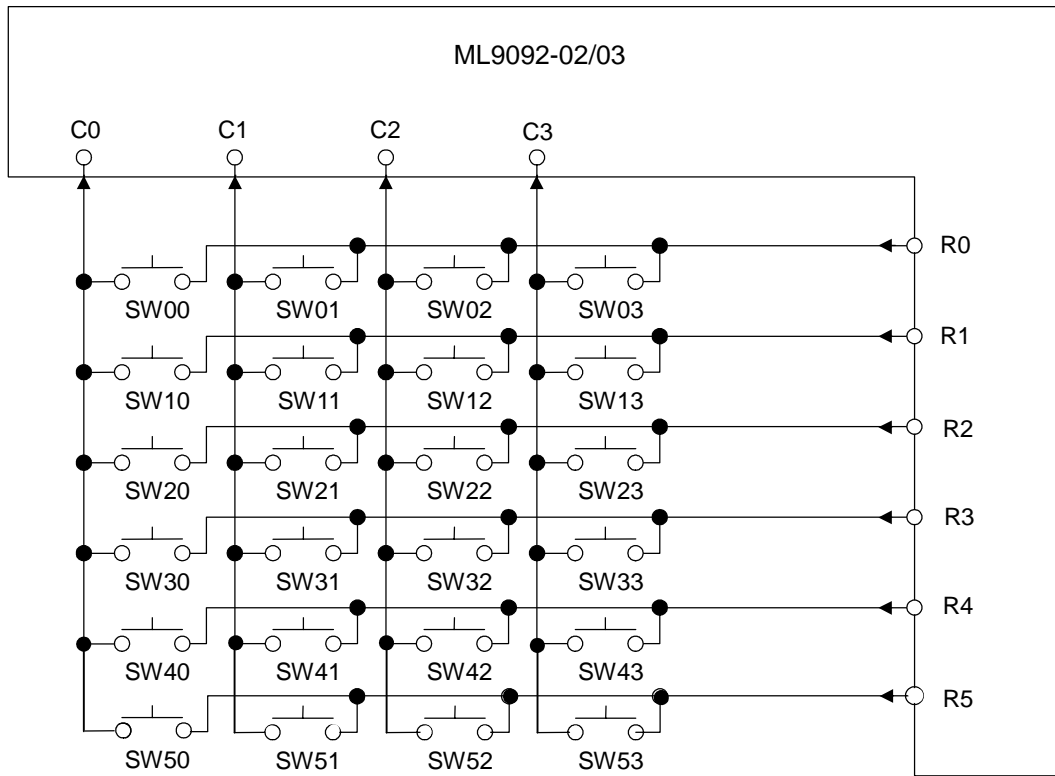 ML9092-02/03
C0 C1 C2 C3
R0
SW00 SW01 SW02 SW03
R1
SW10 SW11 SW12 SW13
R2
SW20 SW21 SW22 SW23
R3
SW30 SW31 SW32 SW33
R4
SW40 SW41 SW42 SW43
R5
SW50 SW51 SW52 SW53